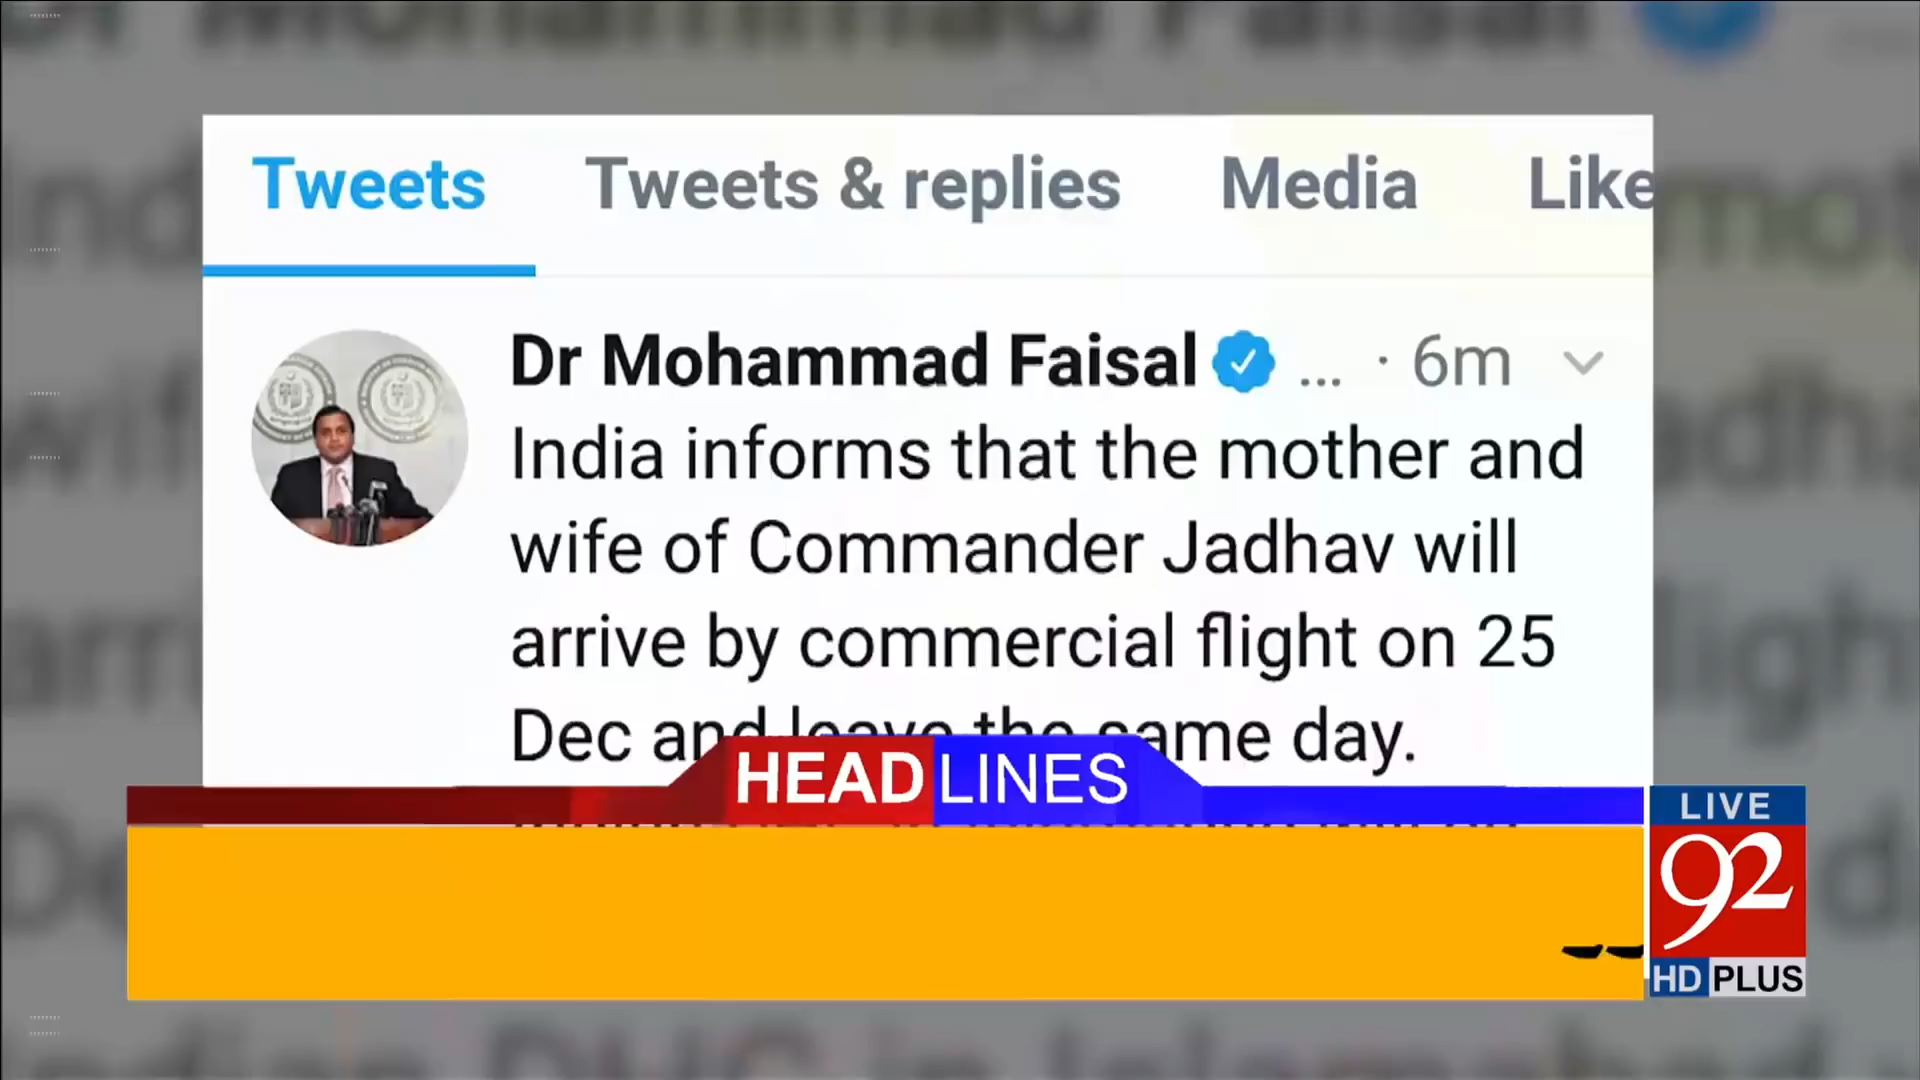 Tweets Tweets & replies Media Like
Dr Mohammad Faisal ... · 6m
India informs that the mother and
wife of Commander Jadhav will
arrive by commercial flight on 25
Dec and leave the same day.
HEADLINES
LIVE
92
HD PLUS